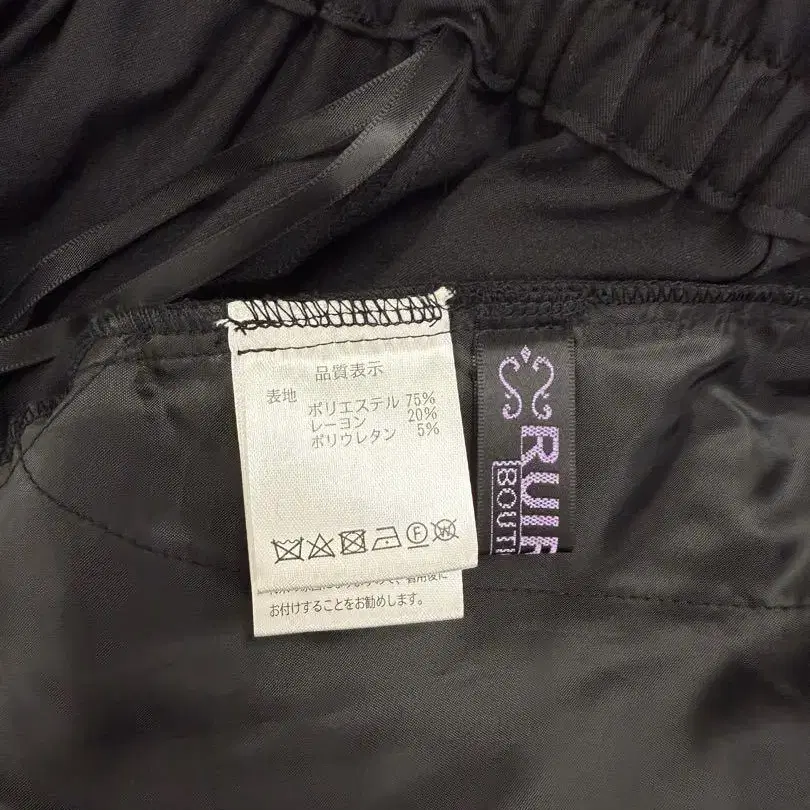 品質表示
表地
ポリエステル 75%
レーヨン 20%
ポリウレタン 5%
F
W
お付けすることをお勧めします。
RUIR
BOUTI